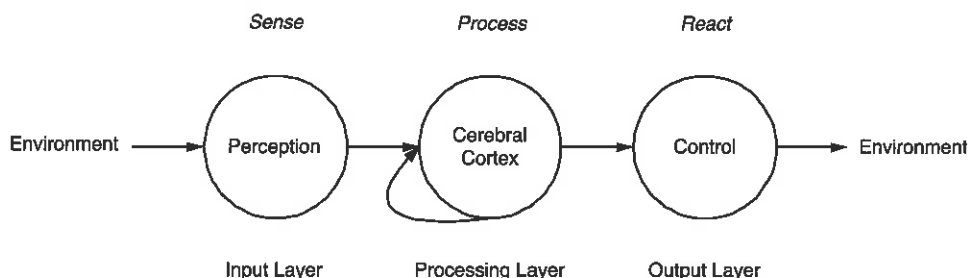 Sense Process React
Environment Perception Cerebral Cortex Control Environment
Input Layer Processing Layer Output Layer